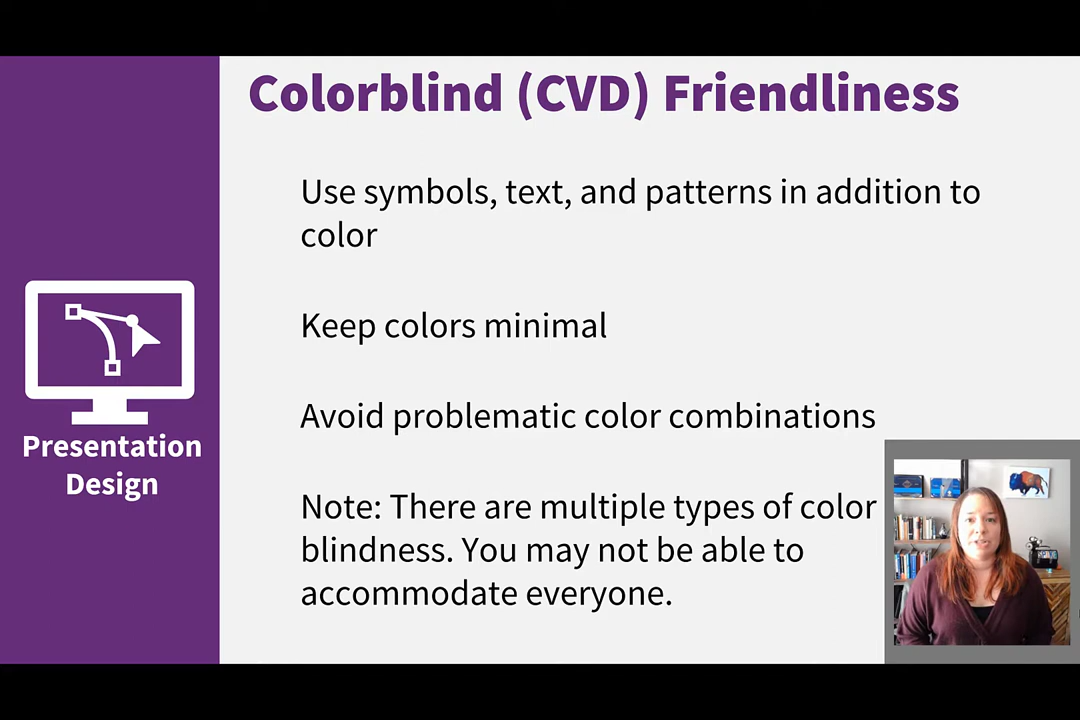 Colorblind (CVD) Friendliness
Use symbols, text, and patterns in addition to
color
Keep colors minimal
Avoid problematic color combinations
Note: There are multiple types of color
blindness. You may not be able to
accommodate everyone.
Presentation
Design